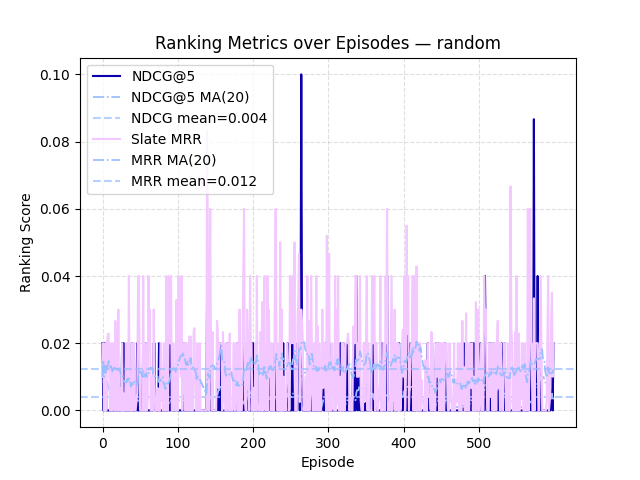 Ranking Metrics over Episodes — random
NDCG@5
NDCG@5 MA(20)
NDCG mean=0.004
Slate MRR
MRR MA(20)
MRR mean=0.012
Ranking Score
0.10
0.08
0.06
0.04
0.02
0.00
0 100 200 300 400 500
Episode